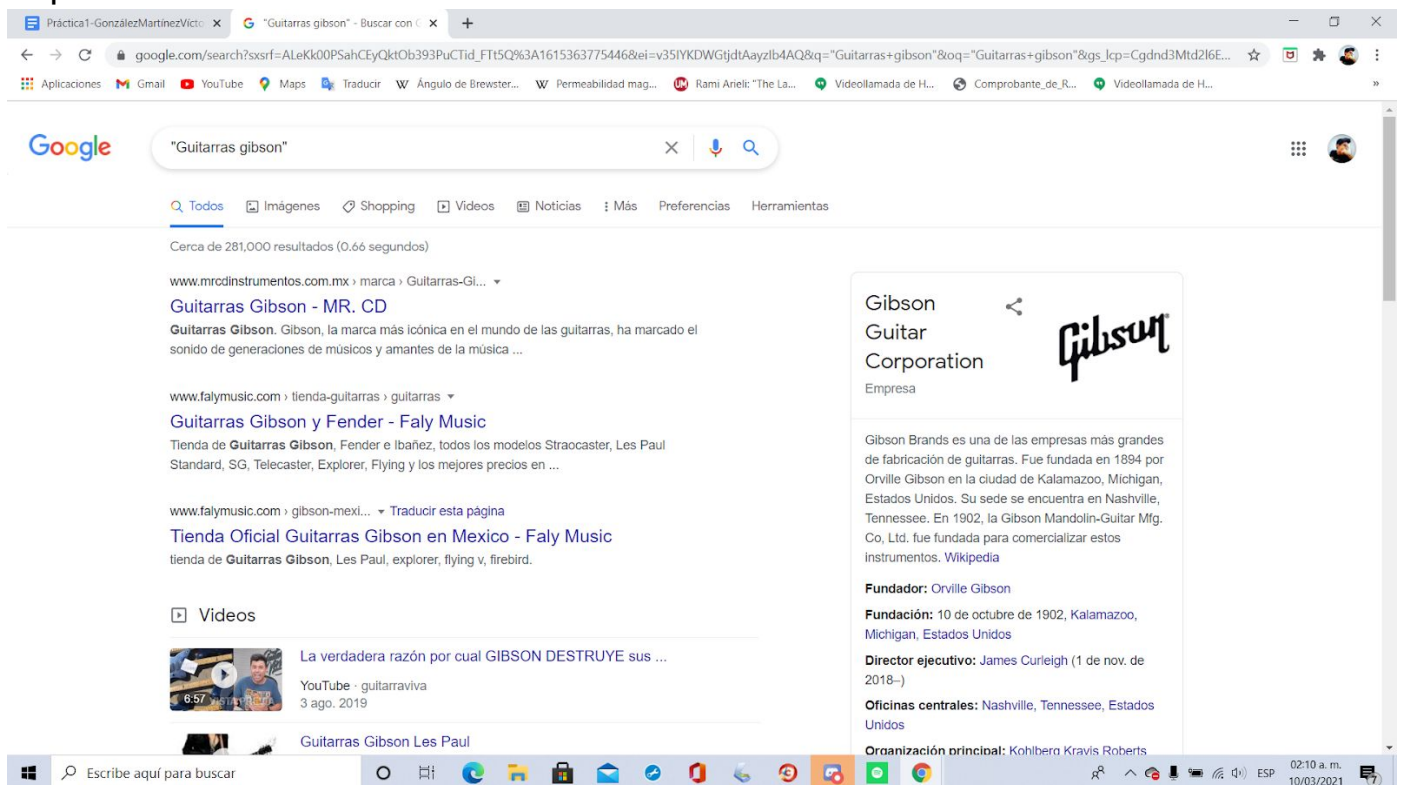 Práctica1-GonzálezMartínezVícto
"Guitarras gibson" - Buscar con G
google.com/search?sxsrf=ALeKk00PSahCEyQktOb393PuCTid_FTt5Q%3A1615363775446&ei=v35IYKDWGtjdtAayzIb4AQ&q="Guitarras+gibson"&oq="Guitarras+gibson"&gs_lcp=Cgdnd3Mtd2l6E...
Aplicaciones Gmail YouTube Maps Traducir Ángulo de Brewster... Permeabilidad mag... Rami Arieli: "The La... Videollamada de H... Comprobante_de_R... Videollamada de H... »
Google "Guitarras gibson"
Todos Imágenes Shopping Videos Noticias Más Preferencias Herramientas
Cerca de 281,000 resultados (0.66 segundos)
www.mrcdinstrumentos.com.mx › marca › Guitarras-Gi...
Guitarras Gibson - MR. CD
Guitarras Gibson. Gibson, la marca más icónica en el mundo de las guitarras, ha marcado el
sonido de generaciones de músicos y amantes de la música ...
www.falymusic.com › tienda-guitarras › guitarras
Guitarras Gibson y Fender - Faly Music
Tienda de Guitarras Gibson, Fender e Ibañez, todos los modelos Straocaster, Les Paul
Standard, SG, Telecaster, Explorer, Flying y los mejores precios en ...
www.falymusic.com › gibson-mexi... Traducir esta página
Tienda Oficial Guitarras Gibson en Mexico - Faly Music
tienda de Guitarras Gibson, Les Paul, explorer, flying v, firebird.
Videos
La verdadera razón por cual GIBSON DESTRUYE sus ...
YouTube · guitarraviva
3 ago. 2019
6:57
Guitarras Gibson Les Paul
Gibson
Guitar
Corporation
Empresa
Gibson
Gibson Brands es una de las empresas más grandes
de fabricación de guitarras. Fue fundada en 1894 por
Orville Gibson en la ciudad de Kalamazoo, Míchigan,
Estados Unidos. Su sede se encuentra en Nashville,
Tennessee. En 1902, la Gibson Mandolin-Guitar Mfg.
Co, Ltd. fue fundada para comercializar estos
instrumentos. Wikipedia
Fundador: Orville Gibson
Fundación: 10 de octubre de 1902, Kalamazoo,
Míchigan, Estados Unidos
Director ejecutivo: James Curleigh (1 de nov. de
2018–)
Oficinas centrales: Nashville, Tennessee, Estados
Unidos
Organización principal: Kohlberg Kravis Roberts
Escribe aquí para buscar
ESP
02:10 a. m.
10/03/2021
7